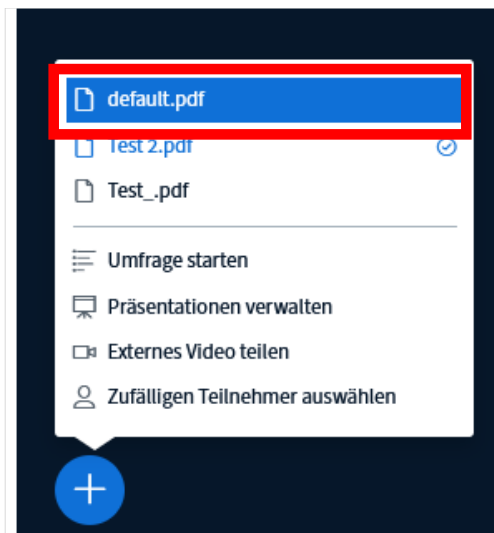 default.pdf
Test 2.pdf
Test_.pdf
Umfrage starten
Präsentationen verwalten
Externes Video teilen
Zufälligen Teilnehmer auswählen